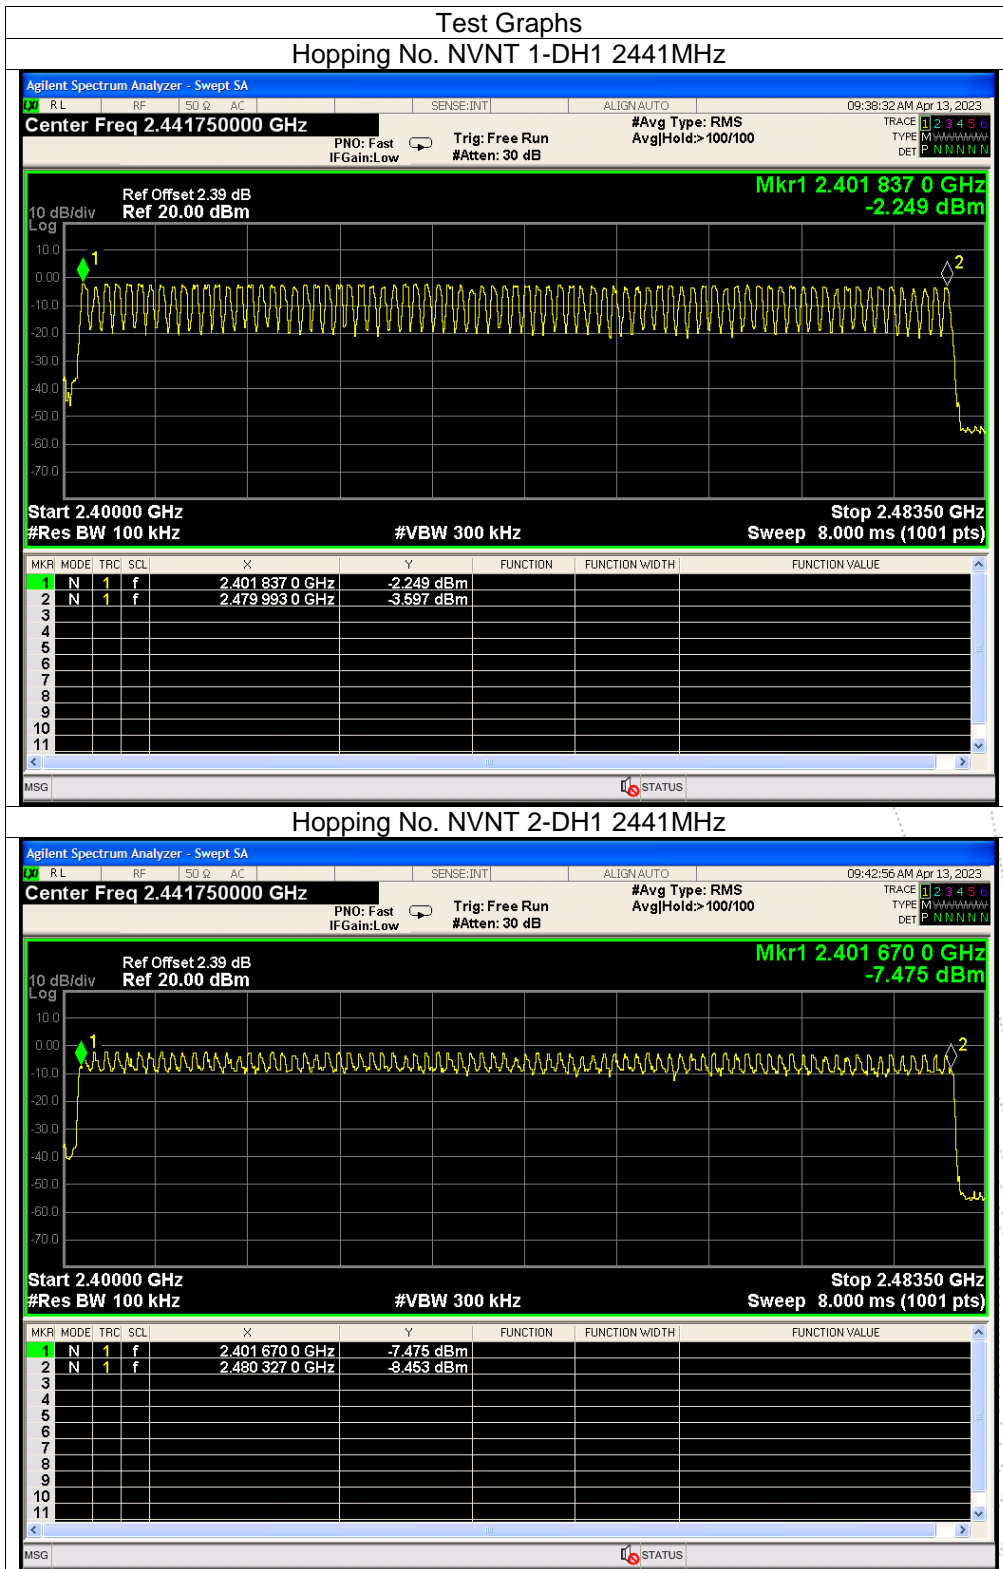 Test Graphs
Hopping No. NVNT 1-DH1 2441MHz
Agilent Spectrum Analyzer - Swept SA
LXI RL RF 50 Ω AC SENSE:INT ALIGN AUTO 09:38:32 AM Apr 13, 2023
Center Freq 2.441750000 GHz #Avg Type: RMS TRACE 1 2 3 4 5 6
PNO: Fast Trig: Free Run Avg|Hold:>100/100 TYPE M
IFGain:Low #Atten: 30 dB DET P N N N N N
Mkr1 2.401 837 0 GHz
Ref Offset 2.39 dB
10 dB/div Ref 20.00 dBm -2.249 dBm
Log
10.0
1
2
0.00
-10.0
-20.0
-30.0
-40.0
-50.0
-60.0
-70.0
Start 2.40000 GHz Stop 2.48350 GHz
#Res BW 100 kHz #VBW 300 kHz Sweep 8.000 ms (1001 pts)
MKR MODE TRC SCL X Y FUNCTION FUNCTION WIDTH FUNCTION VALUE
1 N 1 f 2.401 837 0 GHz -2.249 dBm
2 N 1 f 2.479 993 0 GHz -3.597 dBm
3
4
5
6
7
8
9
10
11
MSG STATUS
Hopping No. NVNT 2-DH1 2441MHz
Agilent Spectrum Analyzer - Swept SA
LXI RL RF 50 Ω AC SENSE:INT ALIGN AUTO 09:42:56 AM Apr 13, 2023
Center Freq 2.441750000 GHz #Avg Type: RMS TRACE 1 2 3 4 5 6
PNO: Fast Trig: Free Run Avg|Hold:>100/100 TYPE M
IFGain:Low #Atten: 30 dB DET P N N N N N
Mkr1 2.401 670 0 GHz
Ref Offset 2.39 dB
10 dB/div Ref 20.00 dBm -7.475 dBm
Log
10.0
1
2
0.00
-10.0
-20.0
-30.0
-40.0
-50.0
-60.0
-70.0
Start 2.40000 GHz Stop 2.48350 GHz
#Res BW 100 kHz #VBW 300 kHz Sweep 8.000 ms (1001 pts)
MKR MODE TRC SCL X Y FUNCTION FUNCTION WIDTH FUNCTION VALUE
1 N 1 f 2.401 670 0 GHz -7.475 dBm
2 N 1 f 2.480 327 0 GHz -8.453 dBm
3
4
5
6
7
8
9
10
11
MSG STATUS